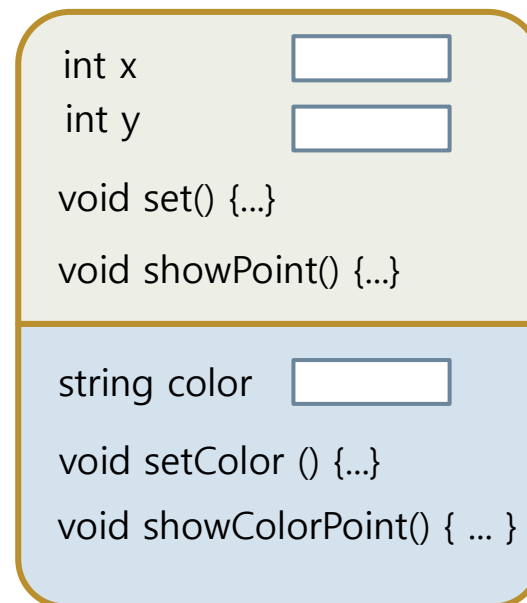 int x
int y
void set() {...}
void showPoint() {...}
string color
void setColor () {...}
void showColorPoint() { ... }